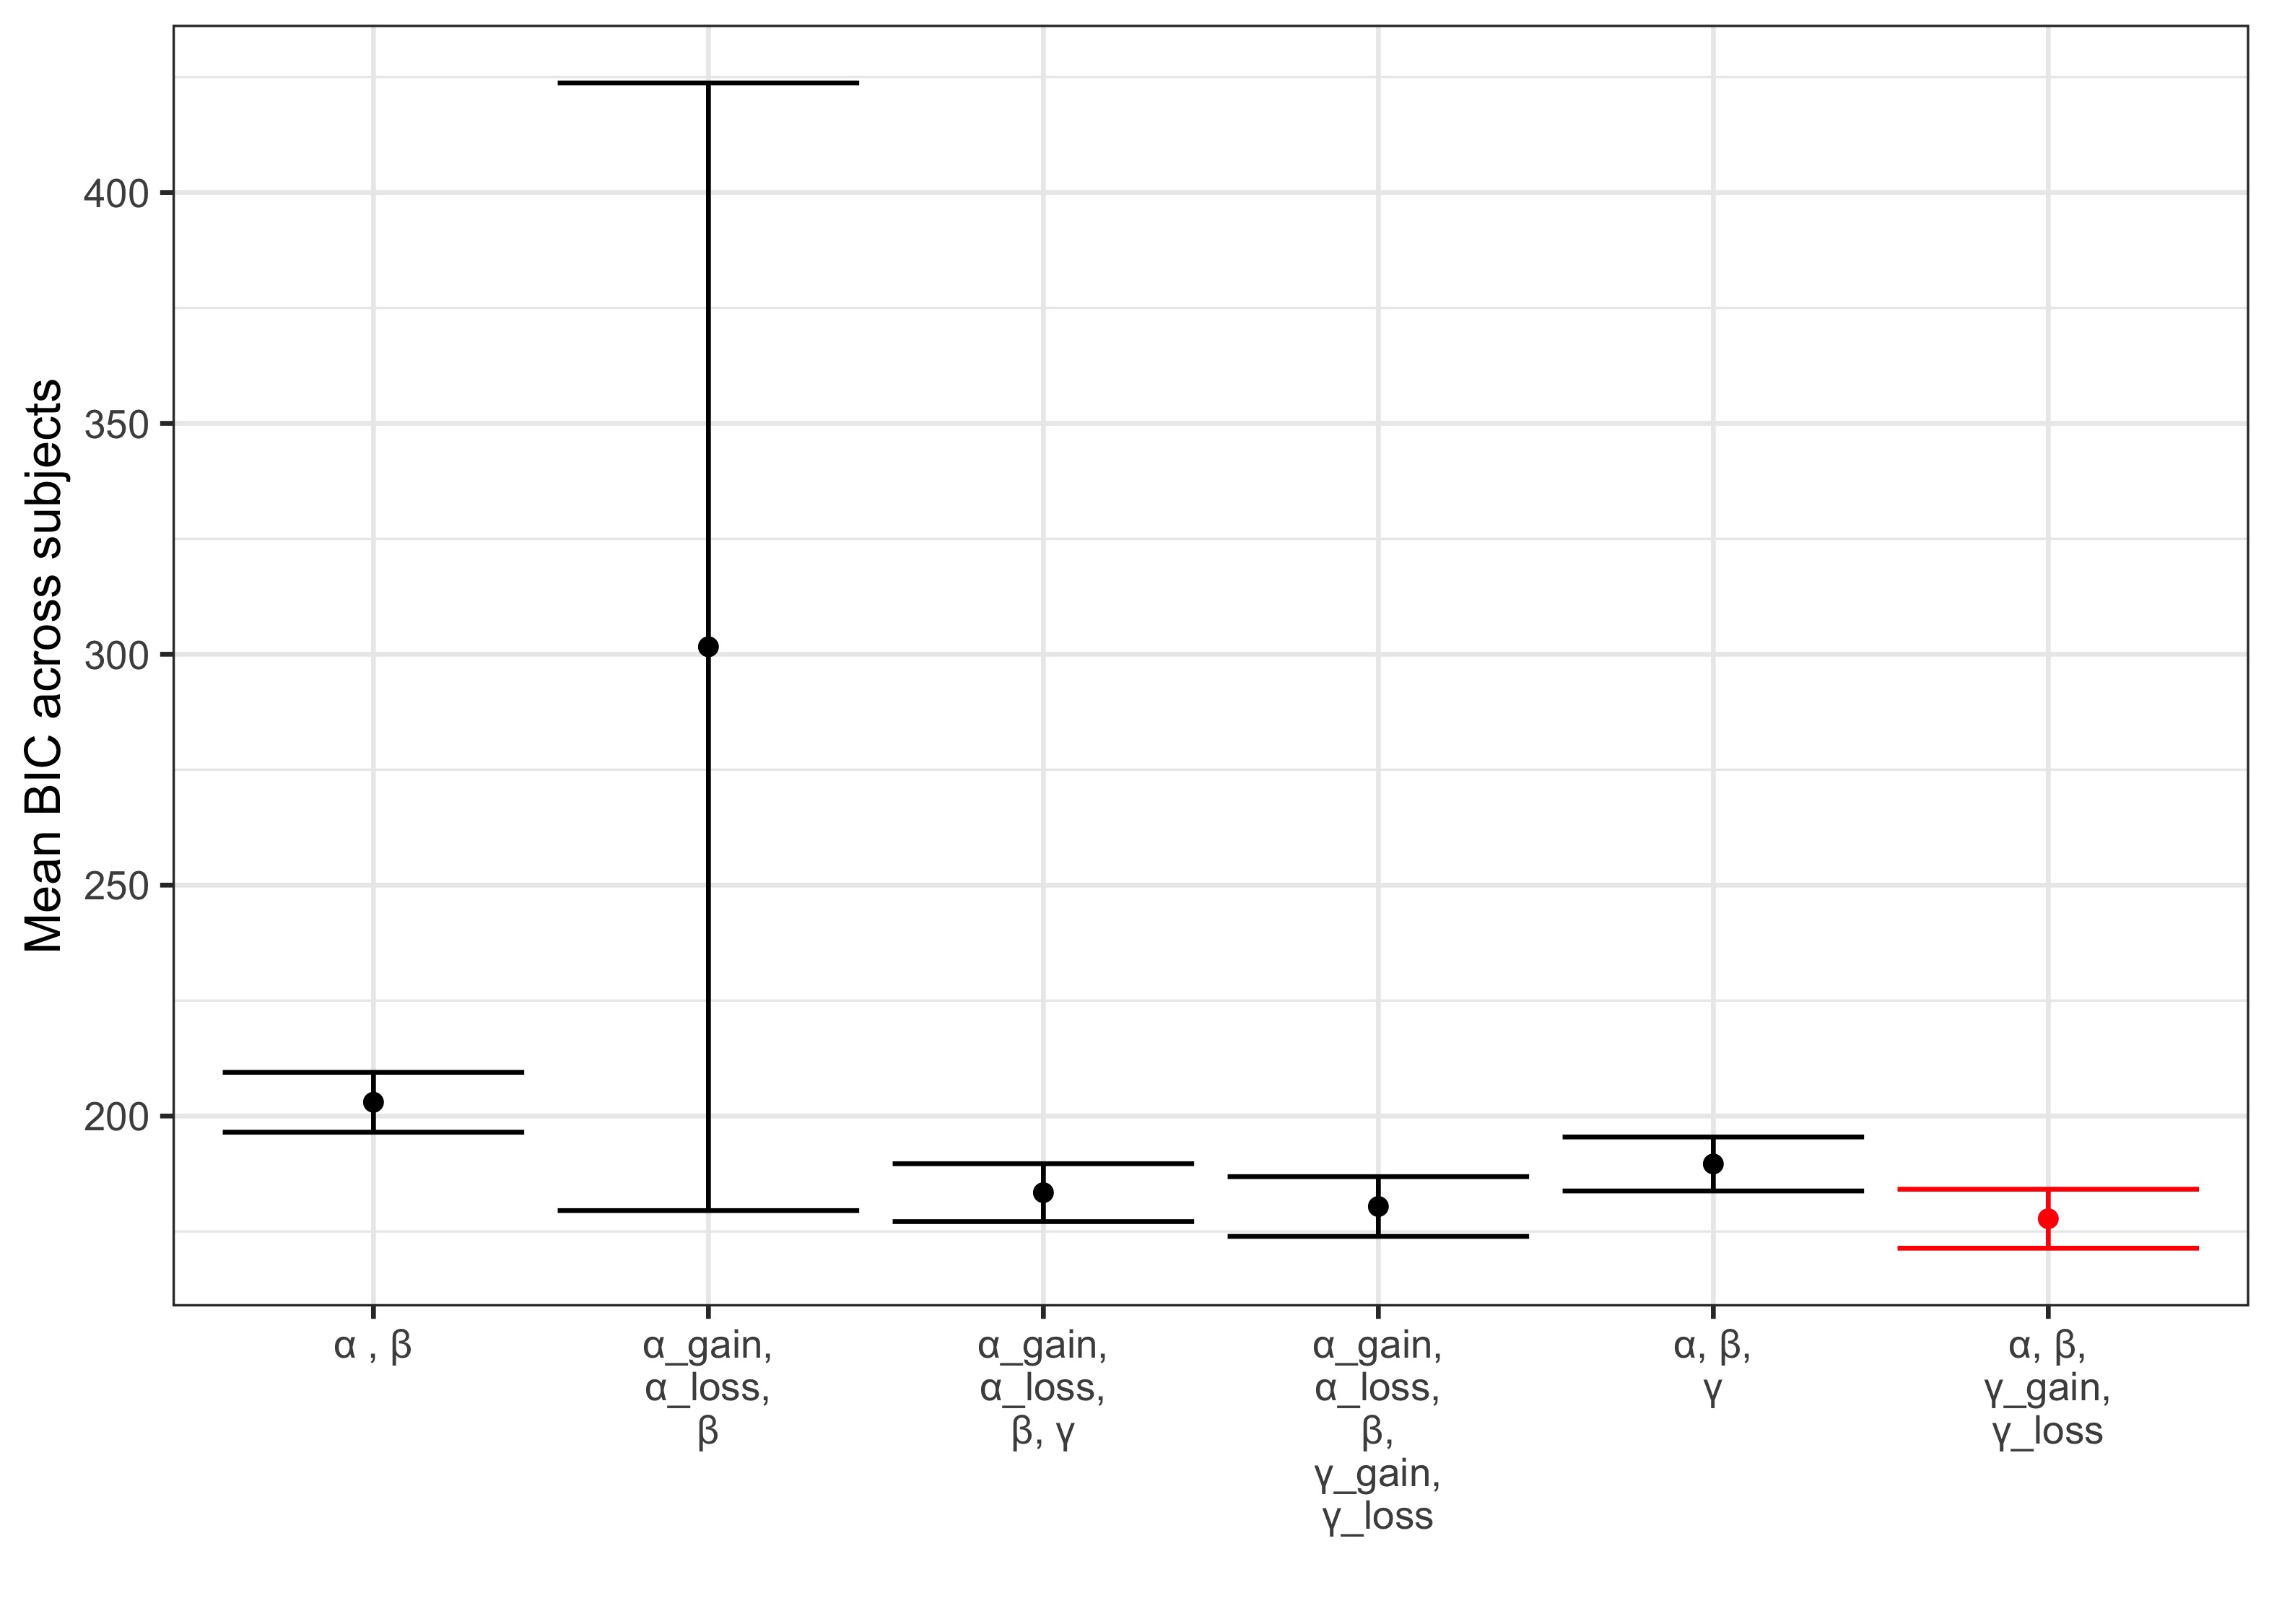 Mean BIC across subjects
400
350
300
250
200
α , β
α_gain,
α_loss,
β
α_gain,
α_loss,
β, γ
α_gain,
α_loss,
β,
γ_gain,
γ_loss
α, β,
γ
α, β,
γ_gain,
γ_loss